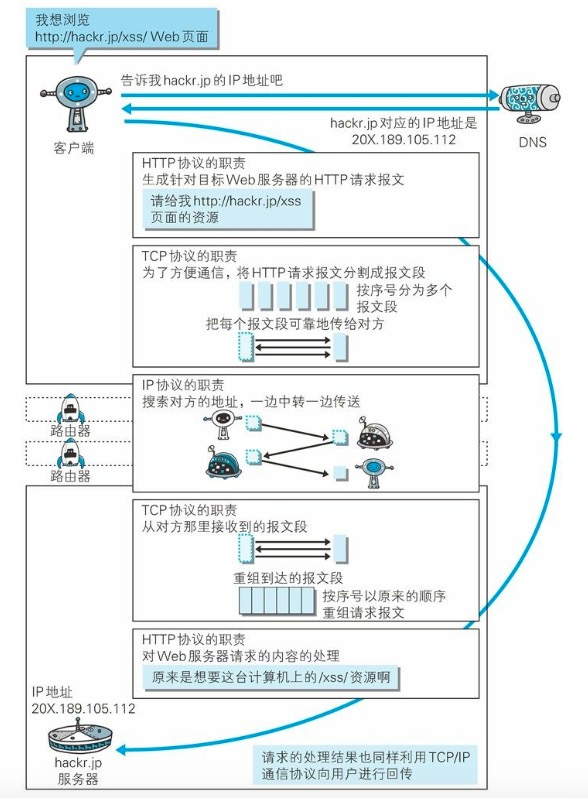 我想浏览
http://hackr.jp/xss/ Web 页面
告诉我hackr.jp 的IP地址吧
hackr.jp 对应的IP地址是
20X.189.105.112
客户端
DNS
HTTP协议的职责
生成针对目标Web服务器的HTTP请求报文
请给我http://hackr.jp/xss
页面的资源
TCP协议的职责
为了方便通信，将HTTP请求报文分割成报文段
按序号分为多个
报文段
把每个报文段可靠地传给对方
IP协议的职责
搜索对方的地址，一边中转一边传送
路由器
路由器
TCP协议的职责
从对方那里接收到的报文段
重组到达的报文段
按序号以原来的顺序
重组请求报文
HTTP协议的职责
对Web服务器请求的内容的处理
原来是想要这台计算机上的/xss/资源啊
IP地址
20X.189.105.112
hackr.jp
服务器
请求的处理结果也同样利用TCP/IP
通信协议向用户进行回传